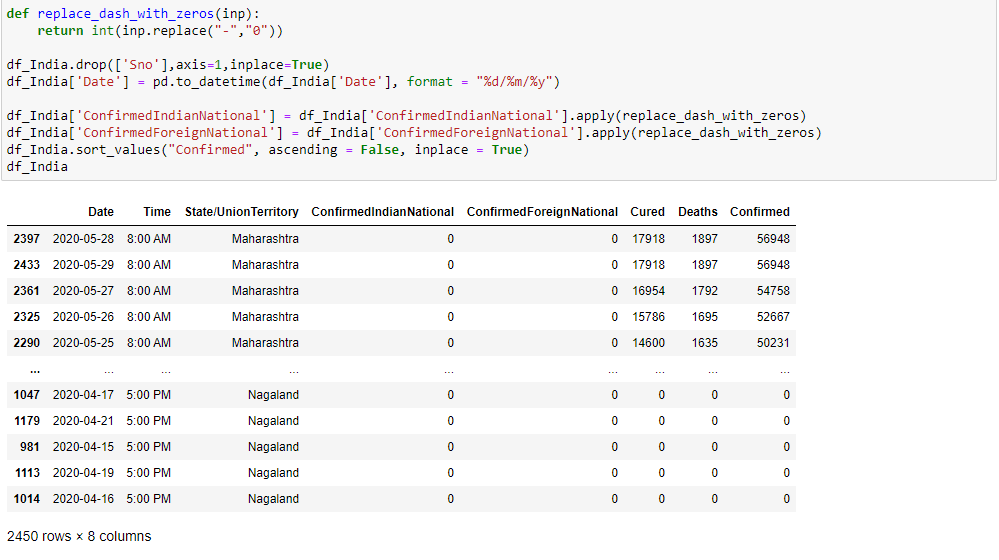 def replace_dash_with_zeros(inp):
    return int(inp.replace("-","0"))

df_India.drop(['Sno'],axis=1,inplace=True)
df_India['Date'] = pd.to_datetime(df_India['Date'], format = "%d/%m/%y")

df_India['ConfirmedIndianNational'] = df_India['ConfirmedIndianNational'].apply(replace_dash_with_zeros)
df_India['ConfirmedForeignNational'] = df_India['ConfirmedForeignNational'].apply(replace_dash_with_zeros)
df_India.sort_values("Confirmed", ascending = False, inplace = True)
df_India

Date Time State/UnionTerritory ConfirmedIndianNational ConfirmedForeignNational Cured Deaths Confirmed
2397 2020-05-28 8:00 AM Maharashtra 0 0 17918 1897 56948
2433 2020-05-29 8:00 AM Maharashtra 0 0 17918 1897 56948
2361 2020-05-27 8:00 AM Maharashtra 0 0 16954 1792 54758
2325 2020-05-26 8:00 AM Maharashtra 0 0 15786 1695 52667
2290 2020-05-25 8:00 AM Maharashtra 0 0 14600 1635 50231
... ... ... ... ... ... ... ... ...
1047 2020-04-17 5:00 PM Nagaland 0 0 0 0 0
1179 2020-04-21 5:00 PM Nagaland 0 0 0 0 0
981 2020-04-15 5:00 PM Nagaland 0 0 0 0 0
1113 2020-04-19 5:00 PM Nagaland 0 0 0 0 0
1014 2020-04-16 5:00 PM Nagaland 0 0 0 0 0
2450 rows × 8 columns